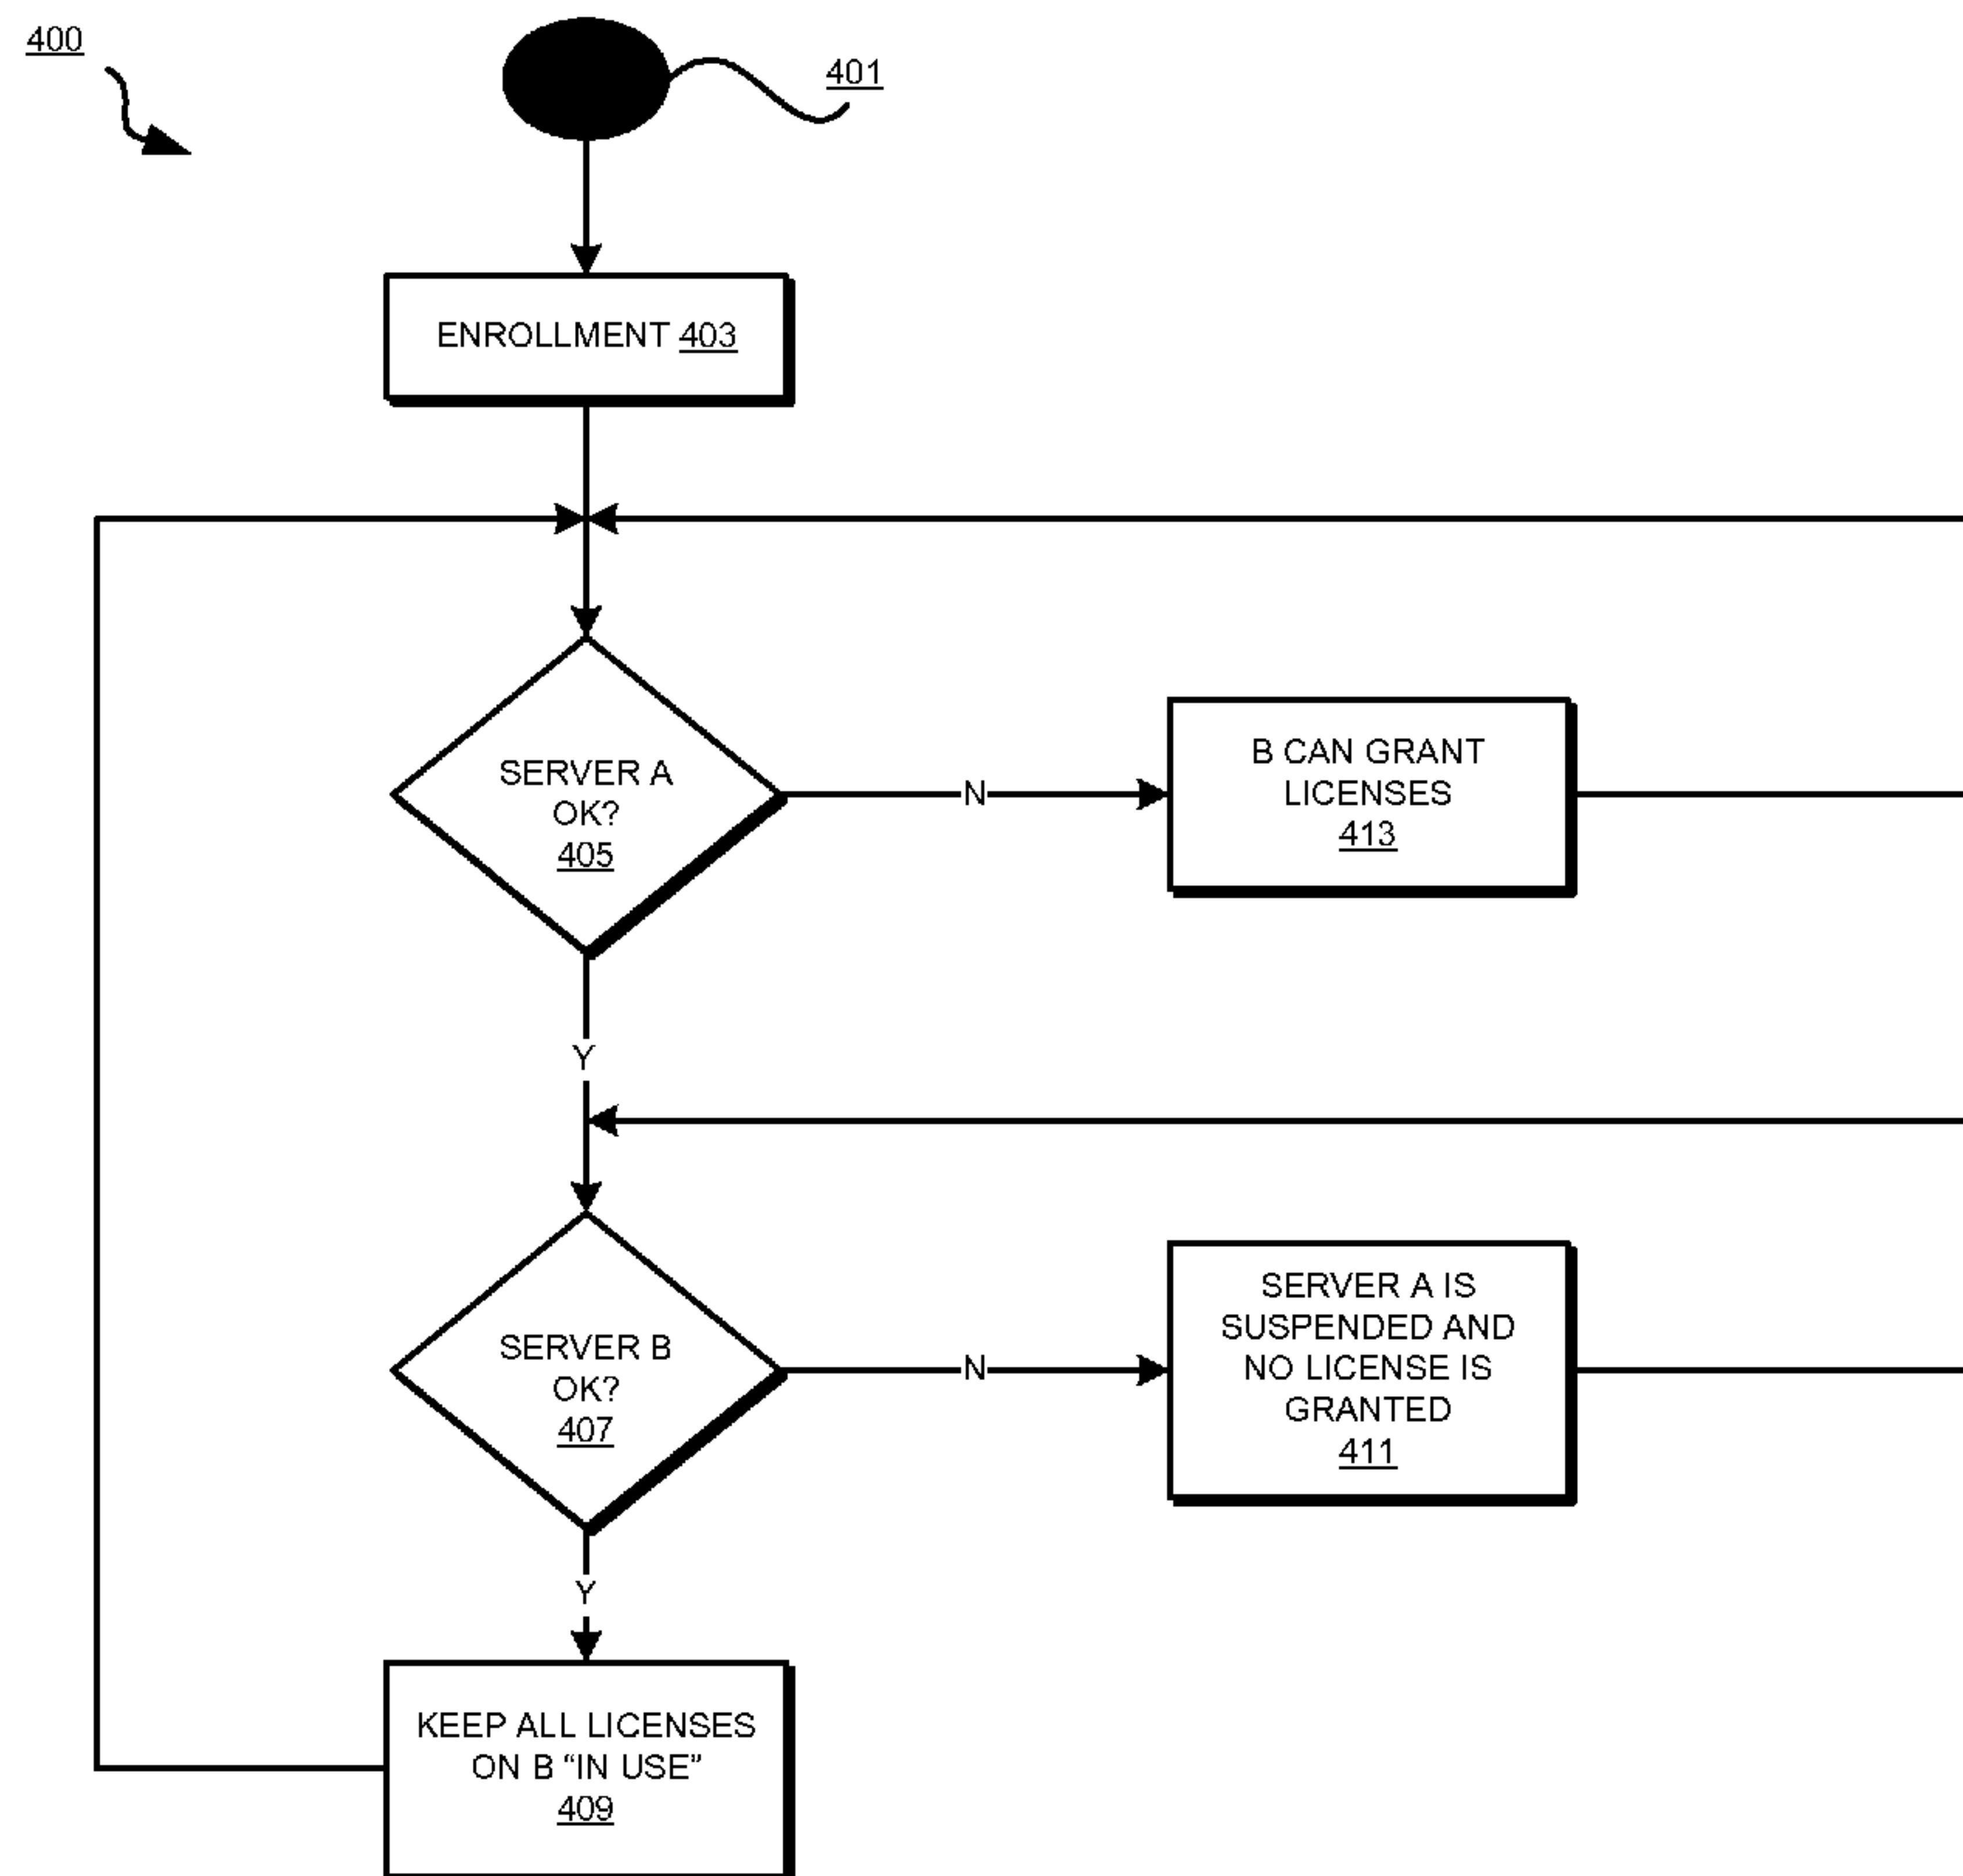 400
401
ENROLLMENT 403
SERVER A
OK?
405
N
B CAN GRANT
LICENSES
413
Y
SERVER B
OK?
407
N
SERVER A IS
SUSPENDED AND
NO LICENSE IS
GRANTED
411
Y
KEEP ALL LICENSES
ON B “IN USE”
409